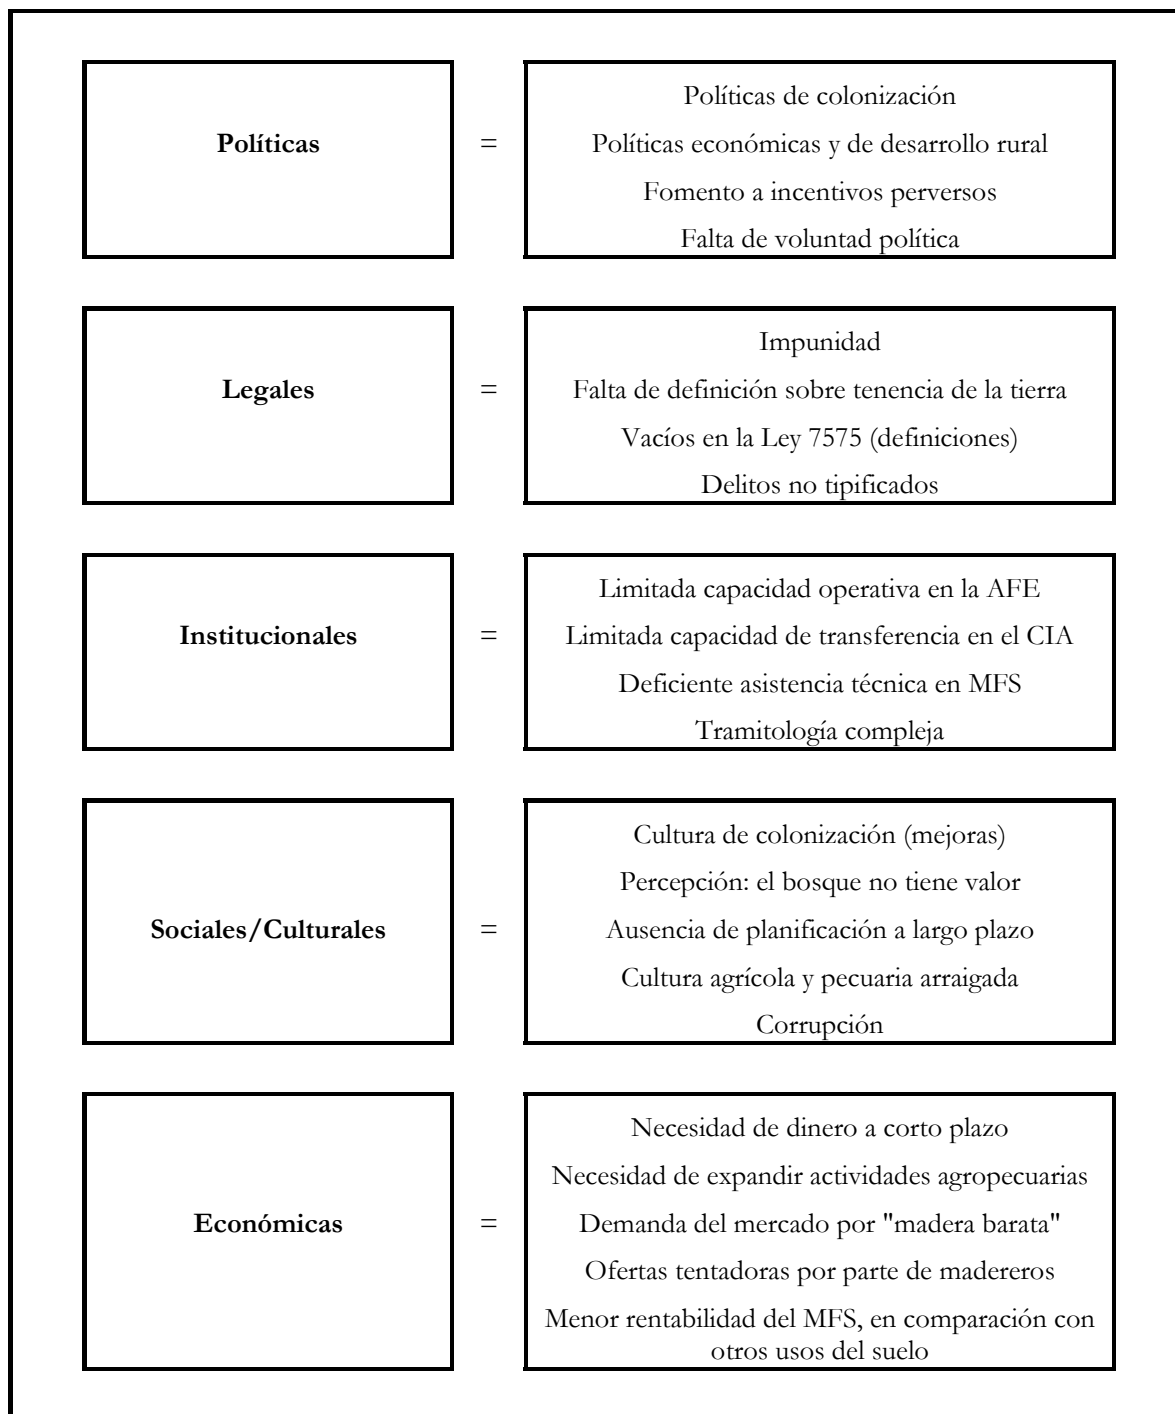 Políticas
=
Políticas de colonización
Políticas económicas y de desarrollo rural
Fomento a incentivos perversos
Falta de voluntad política
Legales
=
Impunidad
Falta de definición sobre tenencia de la tierra
Vacíos en la Ley 7575 (definiciones)
Delitos no tipificados
Institucionales
=
Limitada capacidad operativa en la AFE
Limitada capacidad de transferencia en el CIA
Deficiente asistencia técnica en MFS
Tramitología compleja
Sociales/Culturales
=
Cultura de colonización (mejoras)
Percepción: el bosque no tiene valor
Ausencia de planificación a largo plazo
Cultura agrícola y pecuaria arraigada
Corrupción
Económicas
=
Necesidad de dinero a corto plazo
Necesidad de expandir actividades agropecuarias
Demanda del mercado por "madera barata"
Ofertas tentadoras por parte de madereros
Menor rentabilidad del MFS, en comparación con
otros usos del suelo